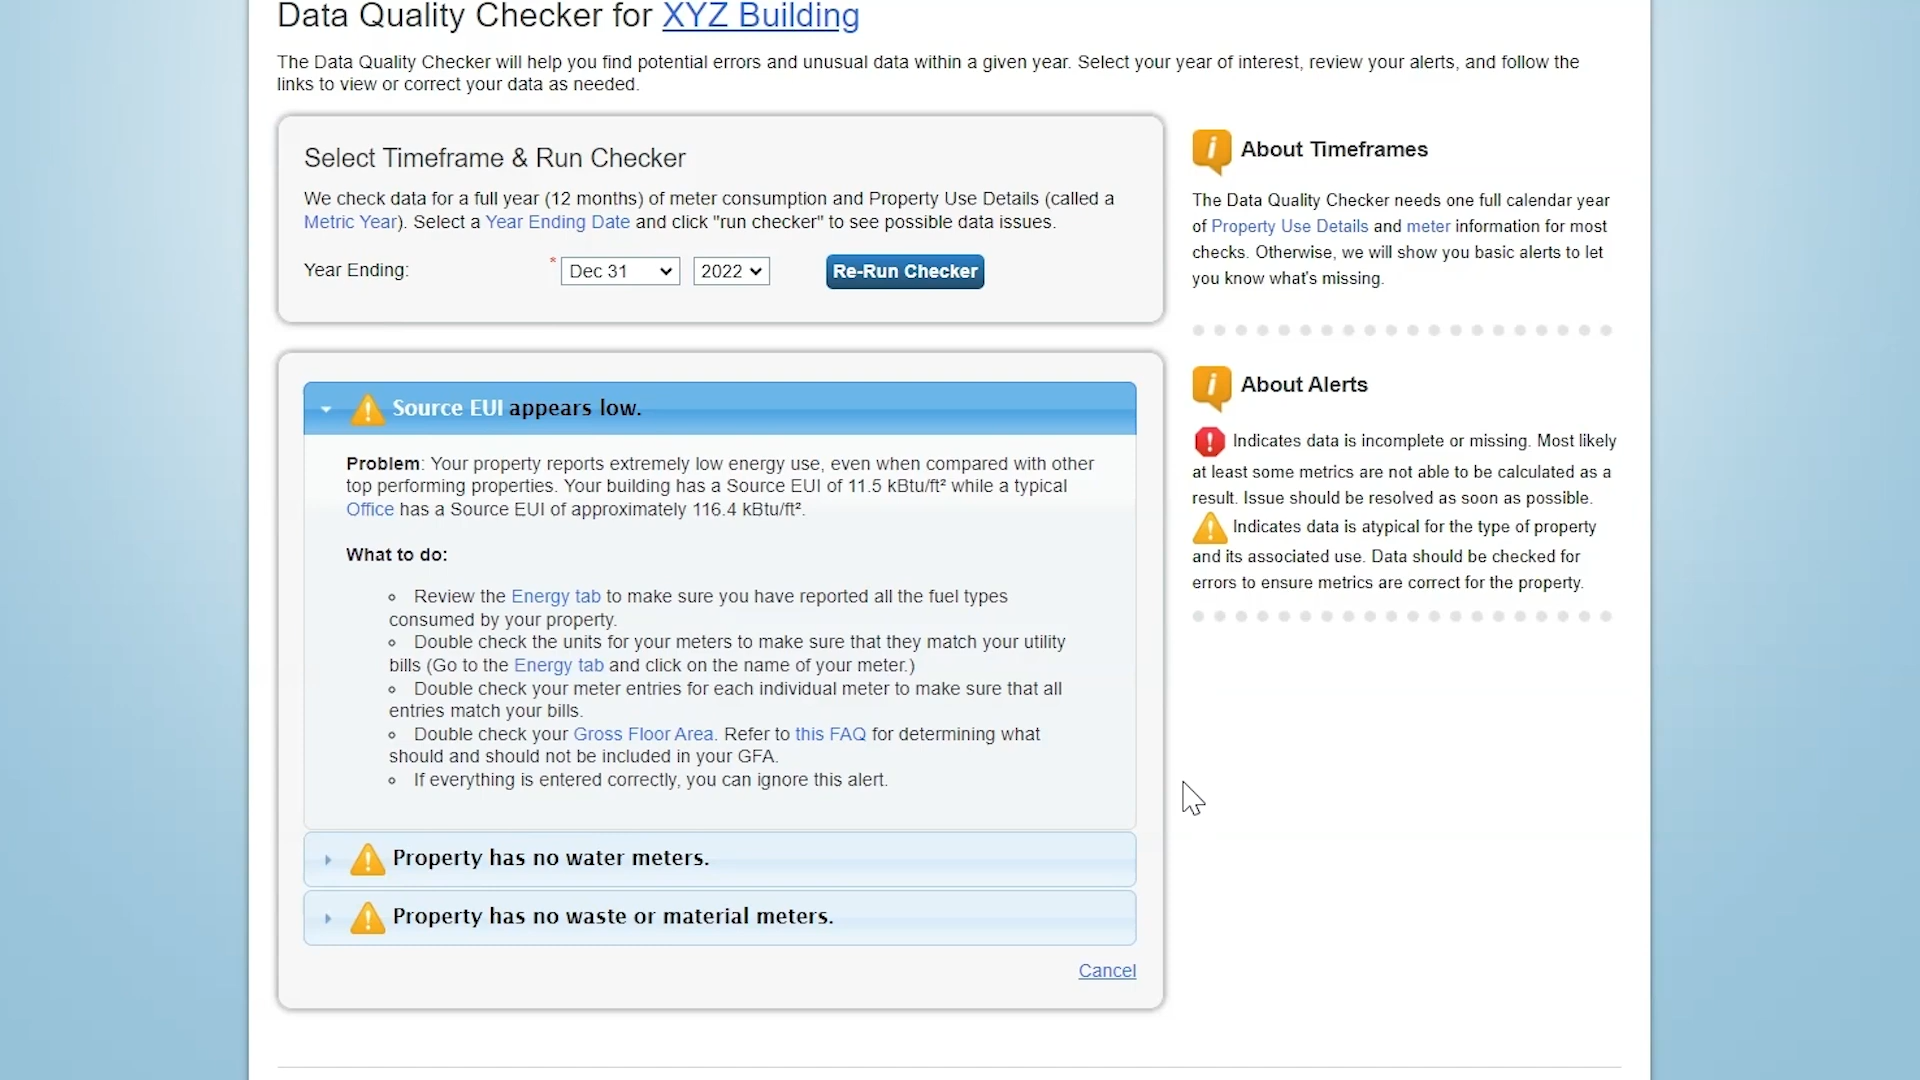 Data Quality Checker for XYZ Building
The Data Quality Checker will help you find potential errors and unusual data within a given year. Select your year of interest, review your alerts, and follow the
links to view or correct your data as needed.
Select Timeframe & Run Checker
We check data for a full year (12 months) of meter consumption and Property Use Details (called a
Metric Year). Select a Year Ending Date and click "run checker" to see possible data issues.
Year Ending:
* Dec 31 2022 Re-Run Checker
Source EUI appears low.
Problem: Your property reports extremely low energy use, even when compared with other
top performing properties. Your building has a Source EUI of 11.5 kBtu/ft² while a typical
Office has a Source EUI of approximately 116.4 kBtu/ft².
What to do:
Review the Energy tab to make sure you have reported all the fuel types
consumed by your property.
Double check the units for your meters to make sure that they match your utility
bills (Go to the Energy tab and click on the name of your meter.)
Double check your meter entries for each individual meter to make sure that all
entries match your bills.
Double check your Gross Floor Area. Refer to this FAQ for determining what
should and should not be included in your GFA.
If everything is entered correctly, you can ignore this alert.
Property has no water meters.
Property has no waste or material meters.
Cancel
About Timeframes
The Data Quality Checker needs one full calendar year
of Property Use Details and meter information for most
checks. Otherwise, we will show you basic alerts to let
you know what's missing.
About Alerts
Indicates data is incomplete or missing. Most likely
at least some metrics are not able to be calculated as a
result. Issue should be resolved as soon as possible.
Indicates data is atypical for the type of property
and its associated use. Data should be checked for
errors to ensure metrics are correct for the property.